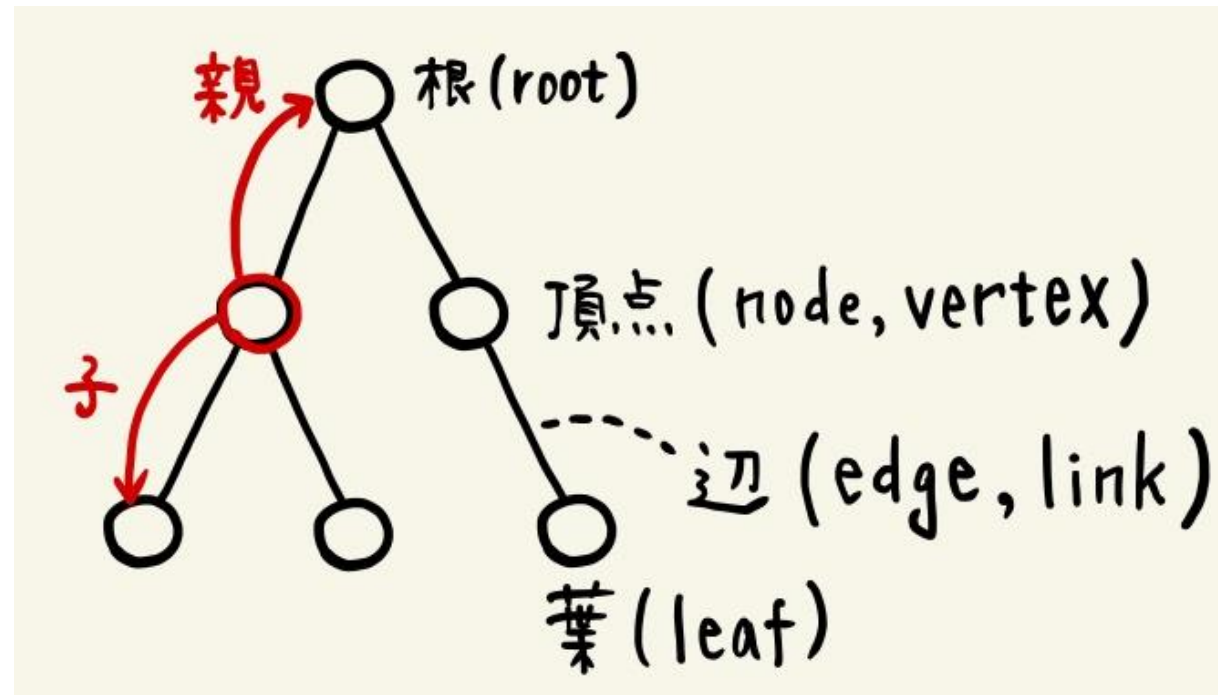 親
根(root)
頂点(node,vertex)
子
辺(edge,link)
葉(leaf)